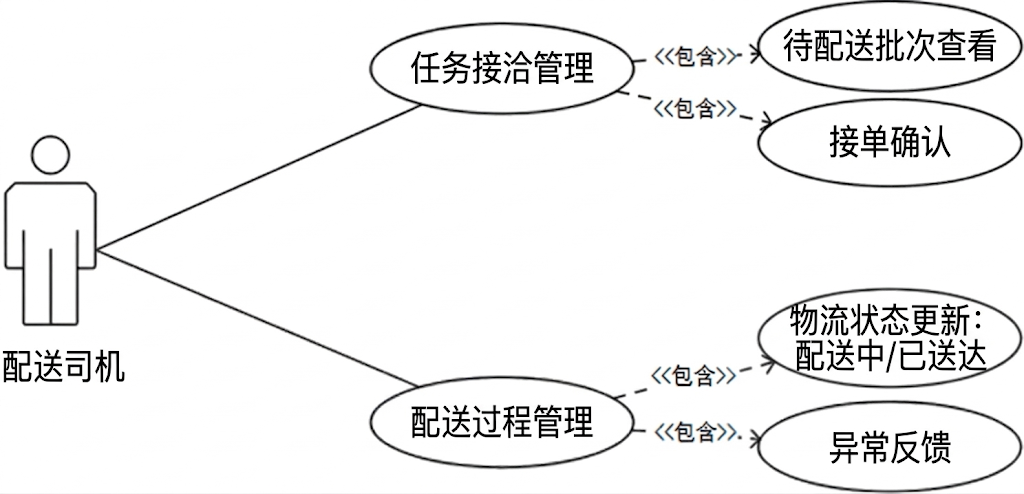 任务接洽管理
<<包含>>
待配送批次查看
<<包含>>
接单确认
配送司机
配送过程管理
<<包含>>
物流状态更新：
配送中/已送达
<<包含>>
异常反馈